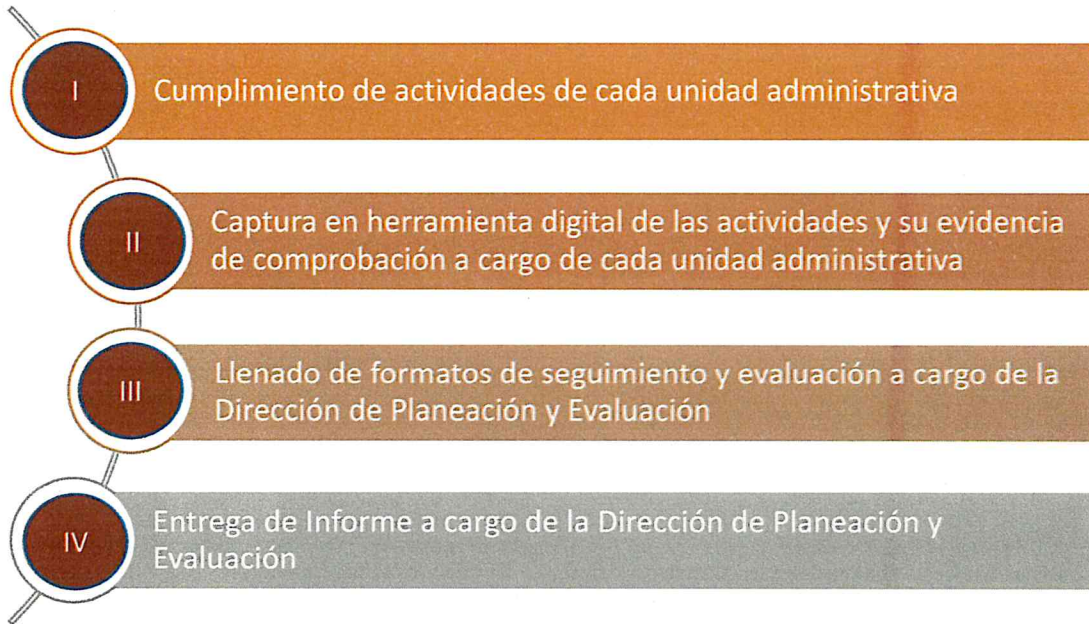 I
Cumplimiento de actividades de cada unidad administrativa
II
Captura en herramienta digital de las actividades y su evidencia
de comprobación a cargo de cada unidad administrativa
III
Llenado de formatos de seguimiento y evaluación a cargo de la
Dirección de Planeación y Evaluación
IV
Entrega de Informe a cargo de la Dirección de Planeación y
Evaluación